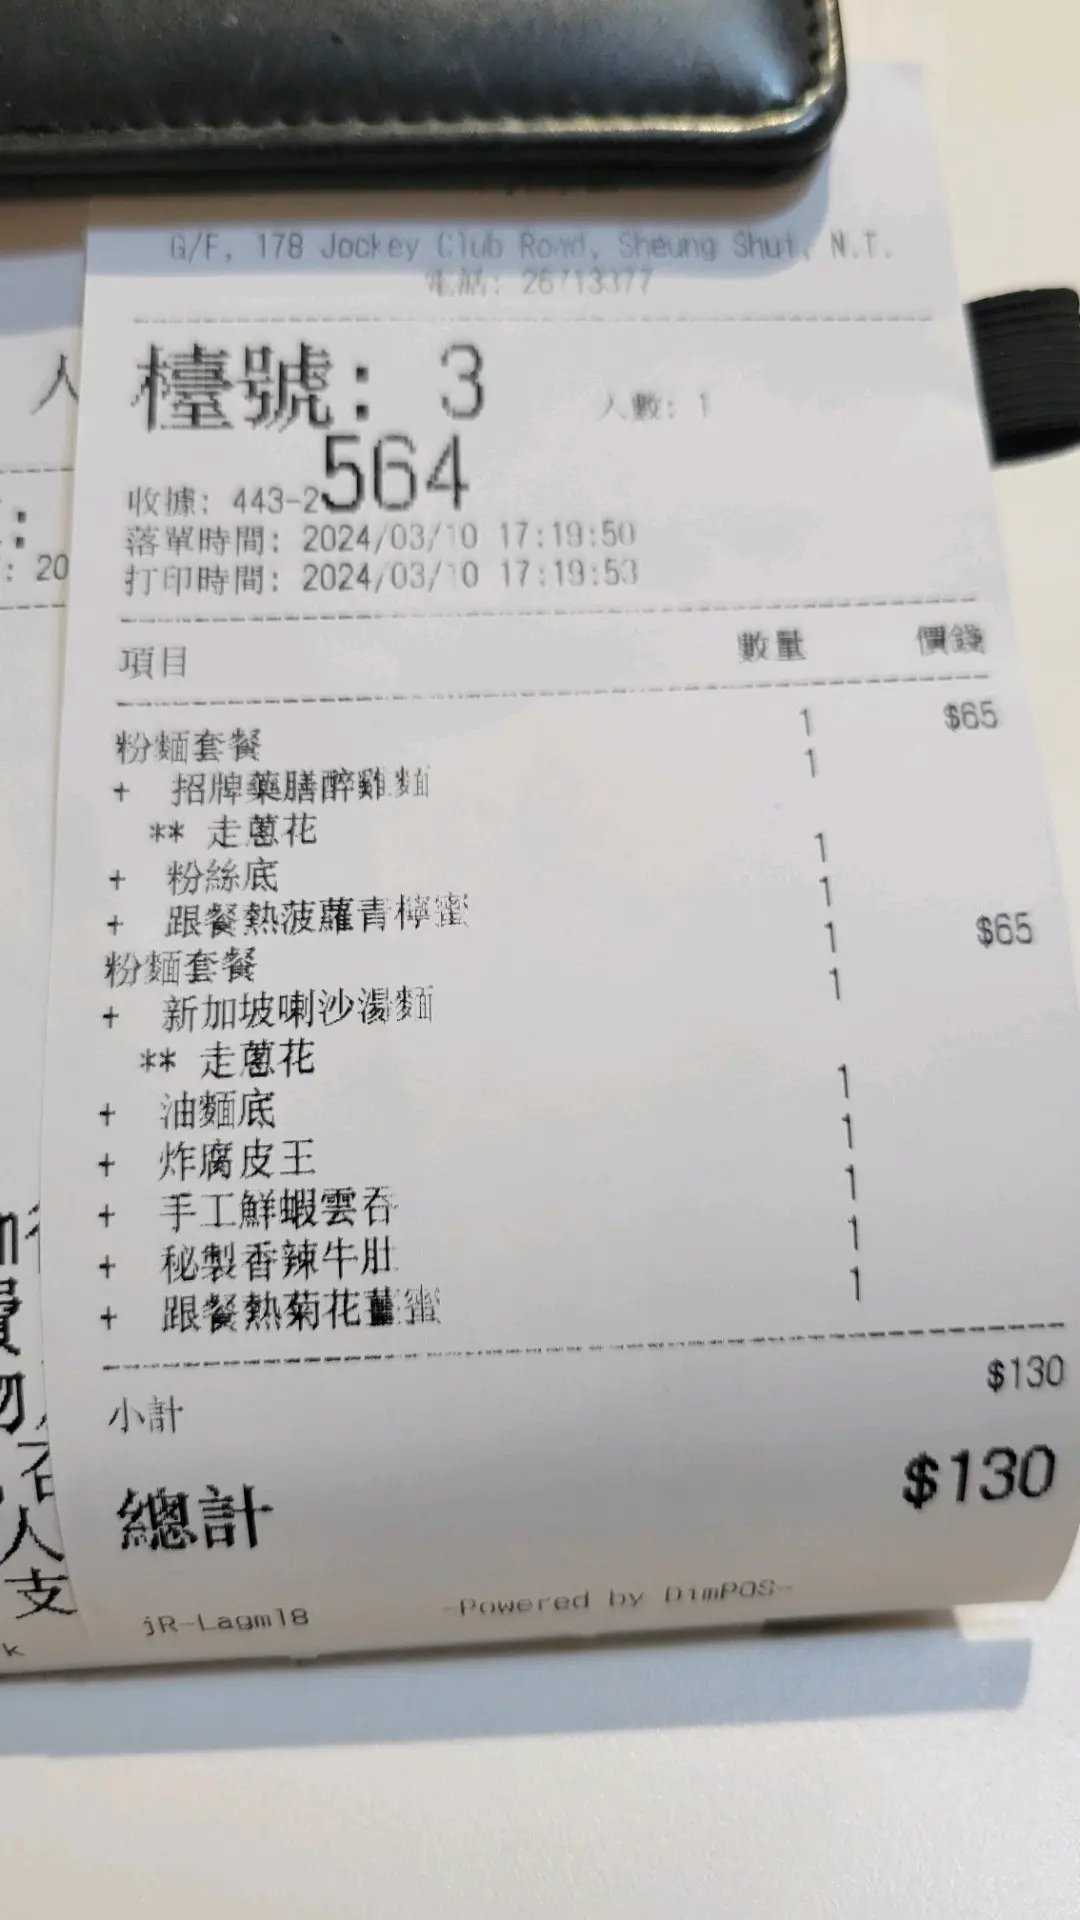 G/F, 178 Jockey Club Road, Sheung Shui, N.T.
電話: 26713377
檯號: 3
人數: 1
收據: 443-2564
落單時間: 2024/03/10 17:19:50
打印時間: 2024/03/10 17:19:53
項目 數量 價錢
粉麵套餐 1 $65
+ 招牌藥膳醉雞麵 1
** 走蔥花
+ 粉絲底 1
+ 跟餐熱菠蘿青檸蜜 1
粉麵套餐 1 $65
+ 新加坡喇沙湯麵 1
** 走蔥花
+ 油麵底 1
+ 炸腐皮王 1
+ 手工鮮蝦雲吞 1
+ 秘製香辣牛肚 1
+ 跟餐熱菊花薑蜜 1
小計 $130
總計 $130
jR-Lagm18 -Powered by DimPOS-
人
: 20
費
人
支
k